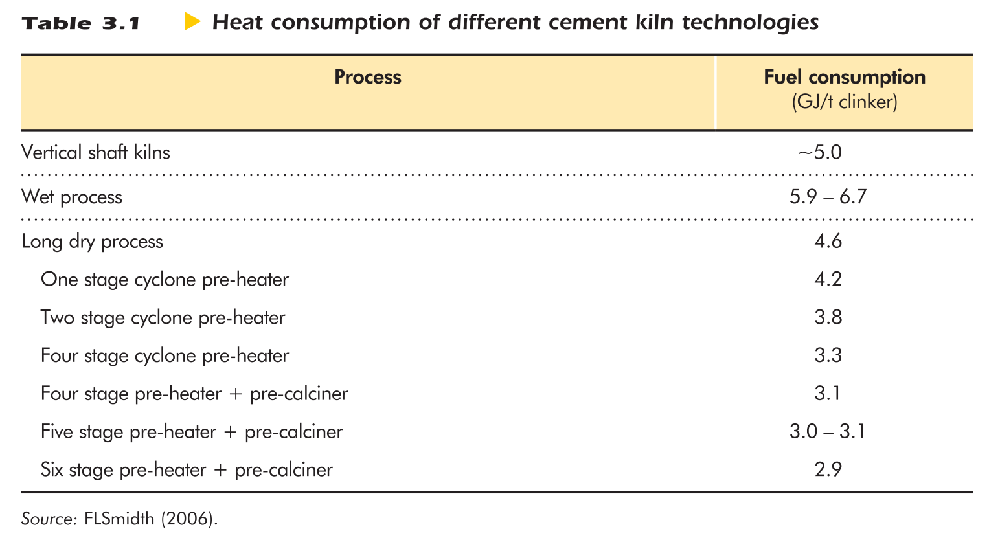 Table 3.1 ▶ Heat consumption of different cement kiln technologies
Process Fuel consumption
(GJ/t clinker)
Vertical shaft kilns ~5.0
Wet process 5.9 – 6.7
Long dry process 4.6
One stage cyclone pre-heater 4.2
Two stage cyclone pre-heater 3.8
Four stage cyclone pre-heater 3.3
Four stage pre-heater + pre-calciner 3.1
Five stage pre-heater + pre-calciner 3.0 – 3.1
Six stage pre-heater + pre-calciner 2.9
Source: FLSmidth (2006).